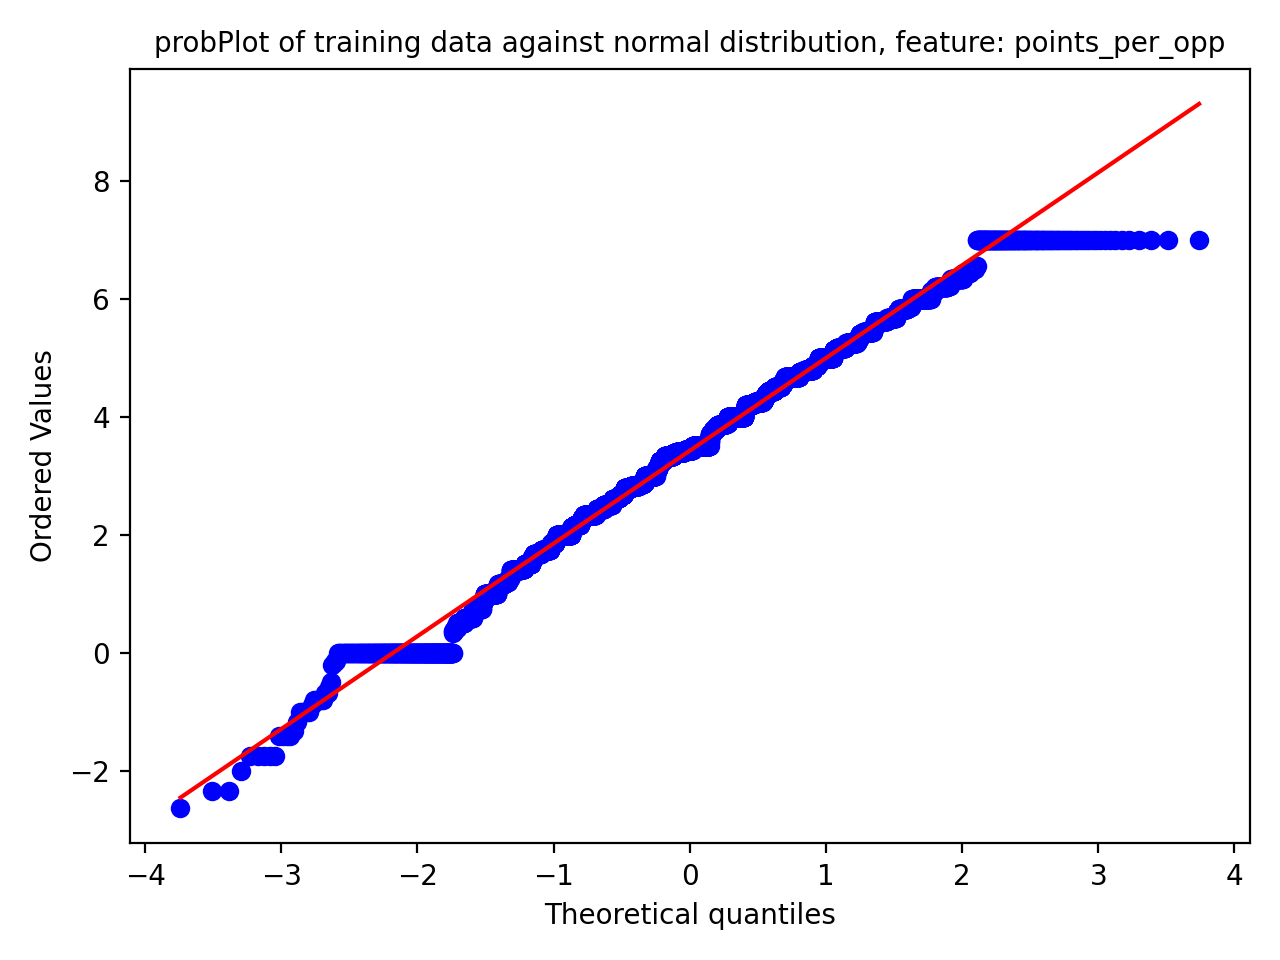 probPlot of training data against normal distribution, feature: points_per_opp
8
6
4
2
0
−2
Ordered Values
−4 −3 −2 −1 0 1 2 3 4
Theoretical quantiles